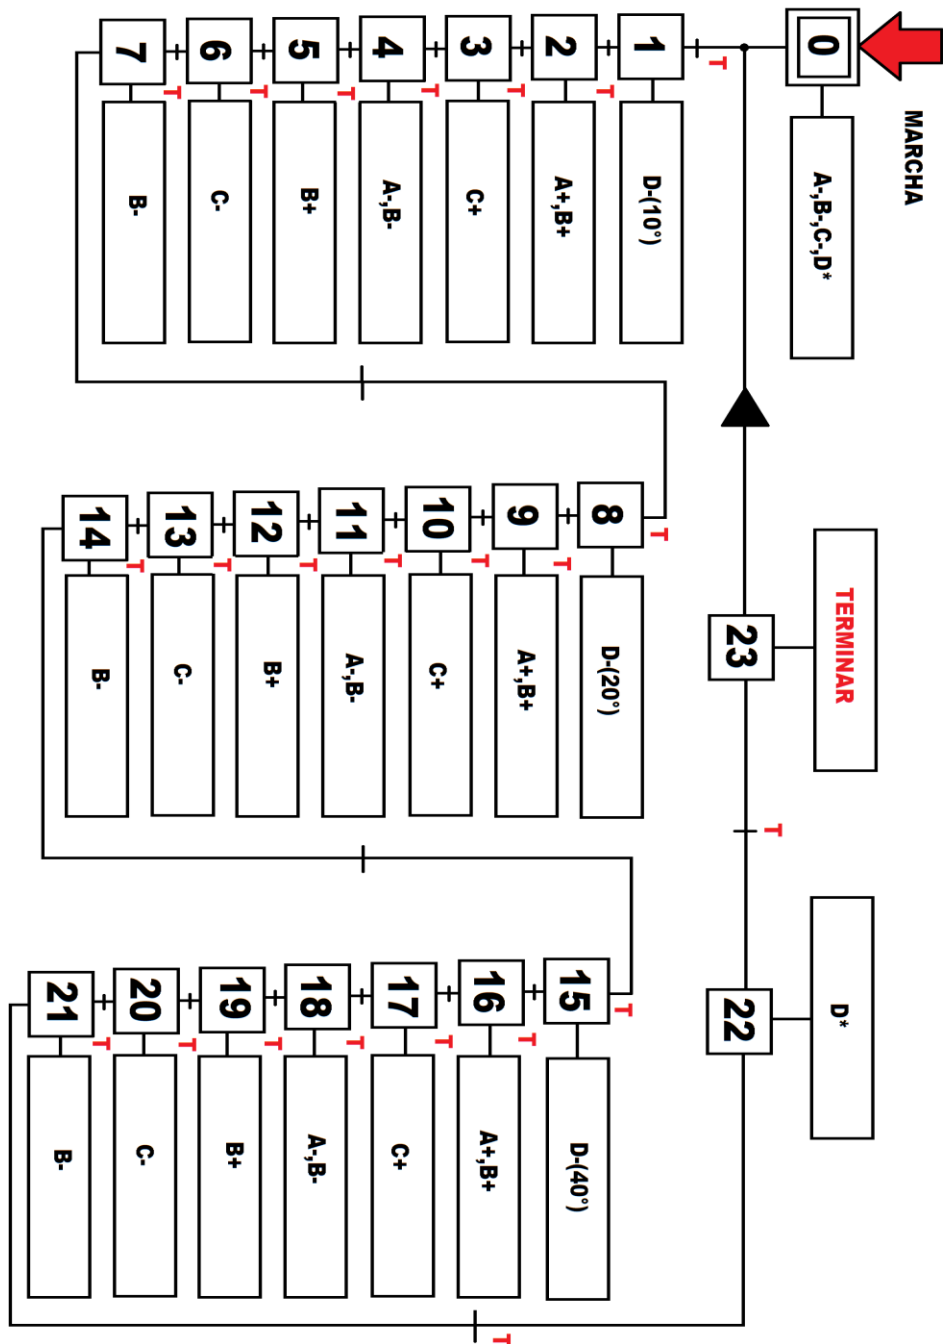 MARCHA
0
A-,B-,C-,D*
T
1
D-(10°)
T
2
A+,B+
T
3
C+
T
4
A-,B-
T
5
B+
T
6
C-
T
7
B-
T
8
D-(20°)
T
9
A+,B+
T
10
C+
T
11
A-,B-
T
12
B+
T
13
C-
T
14
B-
T
15
D-(40°)
T
16
A+,B+
T
17
C+
T
18
A-,B-
T
19
B+
T
20
C-
T
21
B-
T
22
D*
T
23
TERMINAR